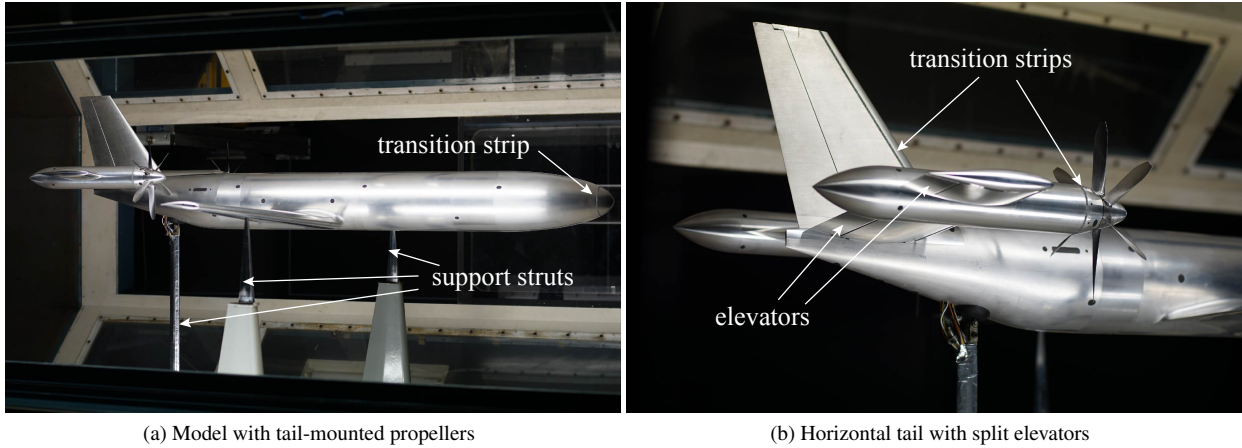 transition strip
support struts
transition strips
elevators
(a) Model with tail-mounted propellers
(b) Horizontal tail with split elevators